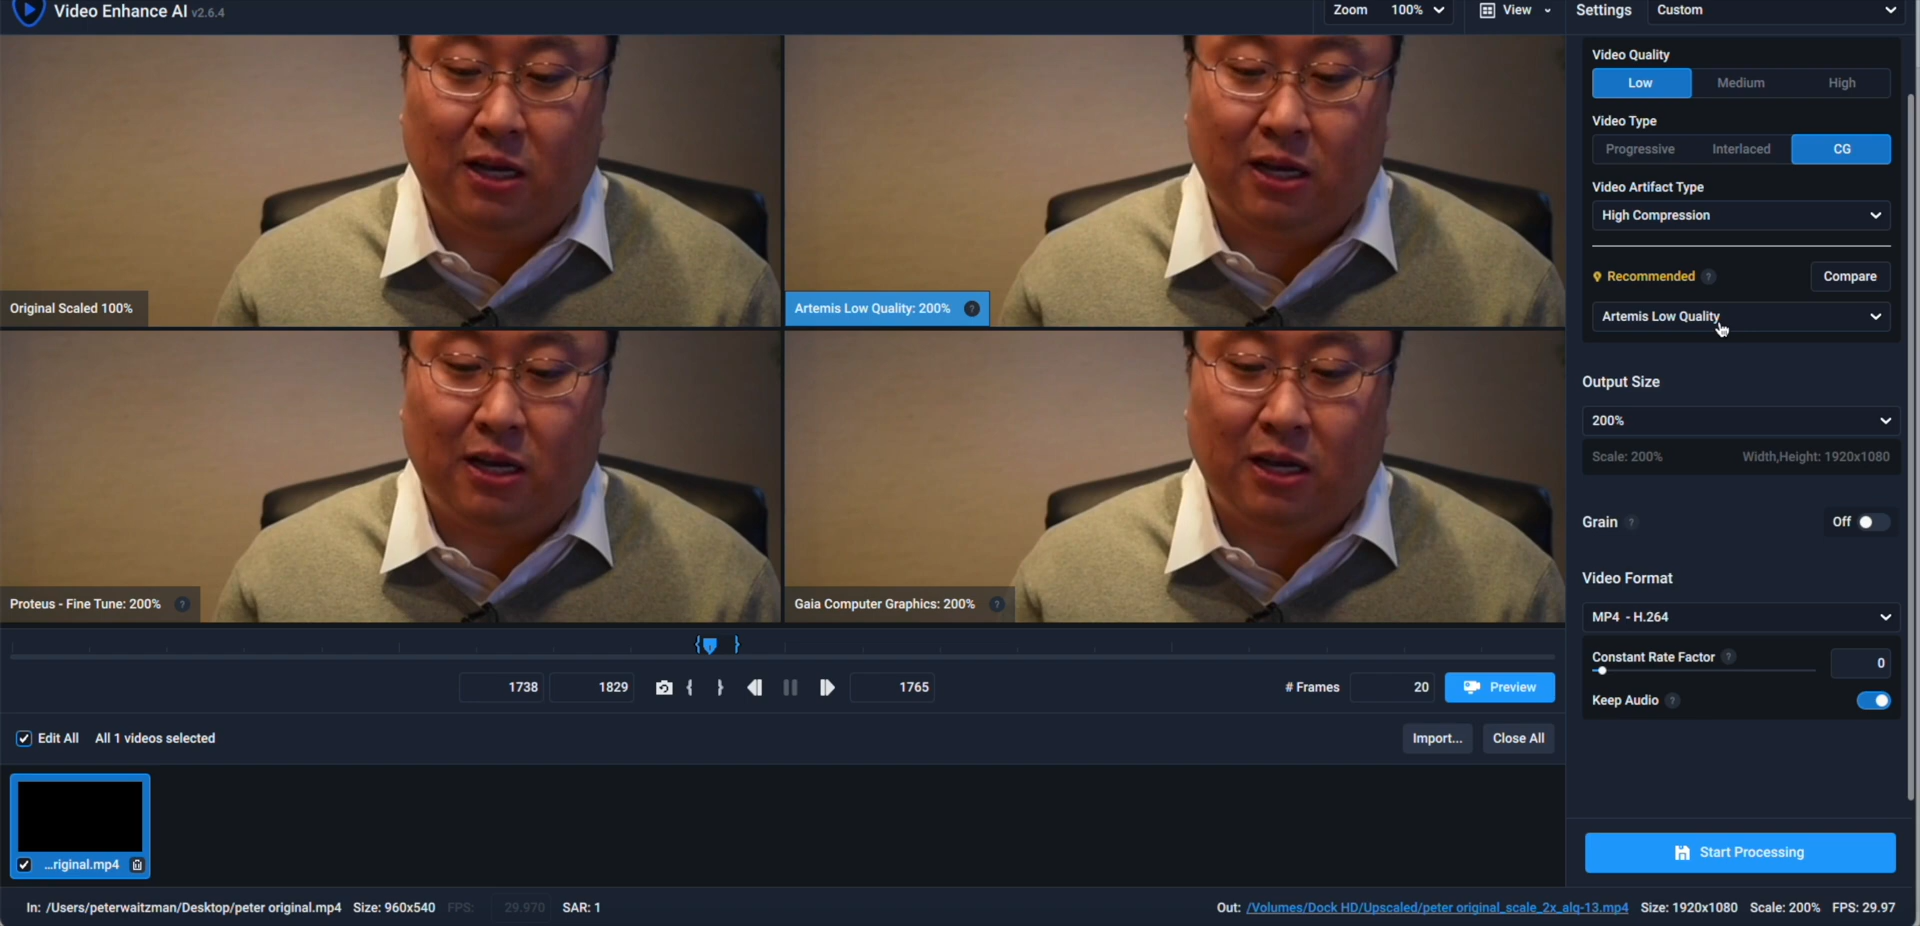 Video Enhance AI v2.6.4
Zoom 100% View Settings Custom
Video Quality
Low Medium High
Video Type
Progressive Interlaced CG
Video Artifact Type
High Compression
Recommended ? Compare
Artemis Low Quality
Output Size
200%
Scale: 200% Width,Height: 1920x1080
Grain ? Off
Video Format
MP4 - H.264
Constant Rate Factor ? 0
Keep Audio ?
Start Processing
Original Scaled 100%
Artemis Low Quality: 200% ?
Proteus - Fine Tune: 200% ?
Gaia Computer Graphics: 200% ?
1738 1829 { } 1765 # Frames 20 Preview
Edit All All 1 videos selected Import... Close All
...riginal.mp4
In: /Users/peterwaitzman/Desktop/peter original.mp4 Size: 960x540 FPS: 29.970 SAR: 1
Out: /Volumes/Dock HD/Upscaled/peter original_scale_2x_alq-13.mp4 Size: 1920x1080 Scale: 200% FPS: 29.97